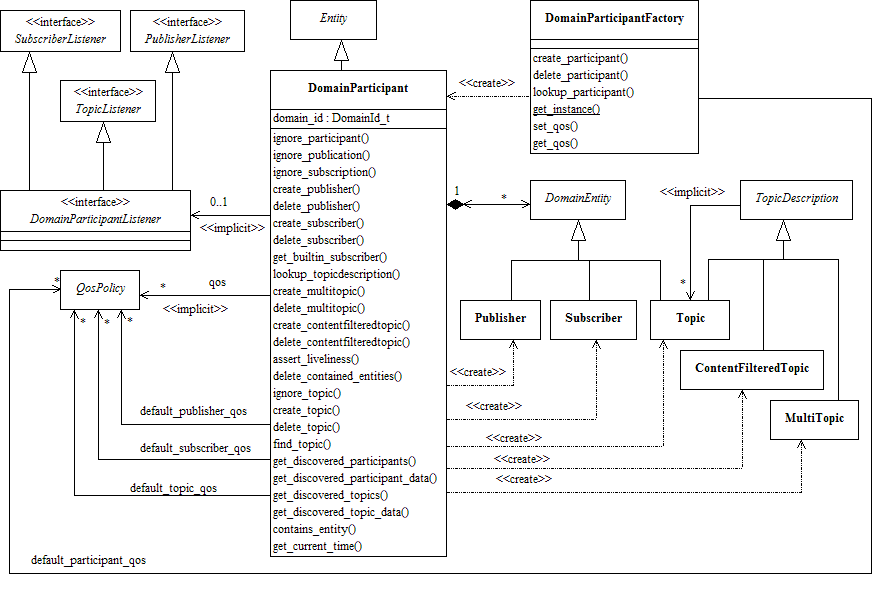 <<interface>>
SubscriberListener
<<interface>>
PublisherListener
<<interface>>
TopicListener
<<interface>>
DomainParticipantListener
Entity
DomainParticipant
domain_id : DomainId_t
ignore_participant()
ignore_publication()
ignore_subscription()
create_publisher()
delete_publisher()
create_subscriber()
delete_subscriber()
get_builtin_subscriber()
lookup_topicdescription()
create_multitopic()
delete_multitopic()
create_contentfilteredtopic()
delete_contentfilteredtopic()
assert_liveliness()
delete_contained_entities()
ignore_topic()
create_topic()
delete_topic()
find_topic()
get_discovered_participants()
get_discovered_participant_data()
get_discovered_topics()
get_discovered_topic_data()
contains_entity()
get_current_time()
DomainParticipantFactory
create_participant()
delete_participant()
lookup_participant()
get_instance()
set_qos()
get_qos()
<<create>>
0..1
<<implicit>>
1
*
DomainEntity
<<implicit>>
TopicDescription
*
QosPolicy
*
*
qos
<<implicit>>
*
*
*
Publisher
Subscriber
Topic
ContentFilteredTopic
MultiTopic
<<create>>
<<create>>
<<create>>
<<create>>
<<create>>
default_publisher_qos
default_subscriber_qos
default_topic_qos
default_participant_qos